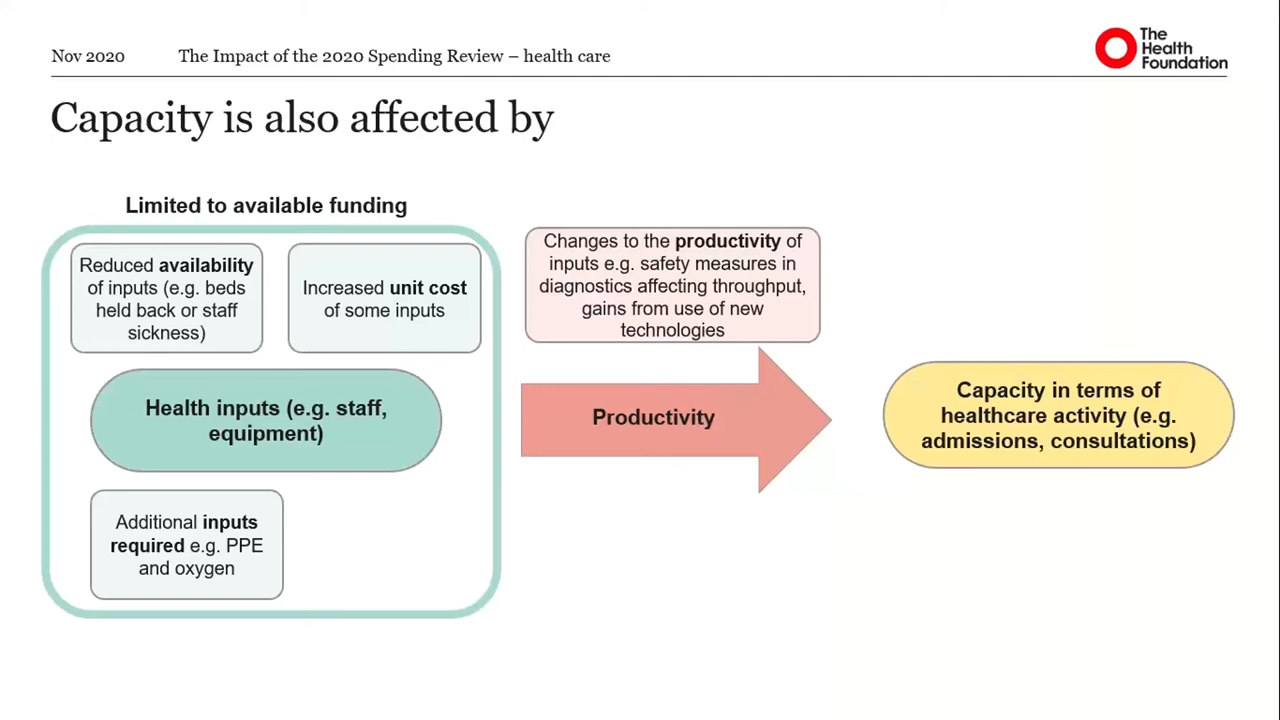 Nov 2020
The Impact of the 2020 Spending Review – health care
The
Health
Foundation
Capacity is also affected by
Limited to available funding
Reduced availability
of inputs (e.g. beds
held back or staff
sickness)
Increased unit cost
of some inputs
Changes to the productivity of
inputs e.g. safety measures in
diagnostics affecting throughput,
gains from use of new
technologies
Health inputs (e.g. staff,
equipment)
Productivity
Capacity in terms of
healthcare activity (e.g.
admissions, consultations)
Additional inputs
required e.g. PPE
and oxygen